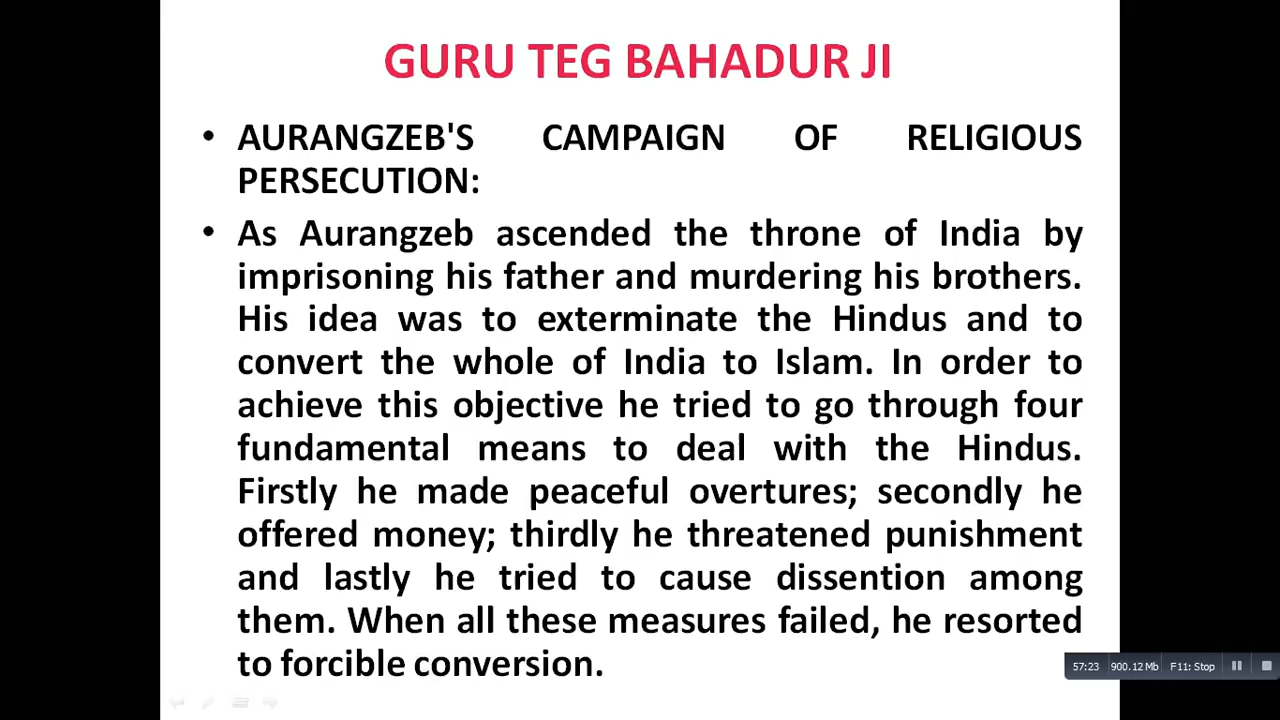 GURU TEG BAHADUR JI
• AURANGZEB'S CAMPAIGN OF RELIGIOUS
PERSECUTION:
• As Aurangzeb ascended the throne of India by
imprisoning his father and murdering his brothers.
His idea was to exterminate the Hindus and to
convert the whole of India to Islam. In order to
achieve this objective he tried to go through four
fundamental means to deal with the Hindus.
Firstly he made peaceful overtures; secondly he
offered money; thirdly he threatened punishment
and lastly he tried to cause dissention among
them. When all these measures failed, he resorted
to forcible conversion.
57:23 900.12 Mb F11: Stop